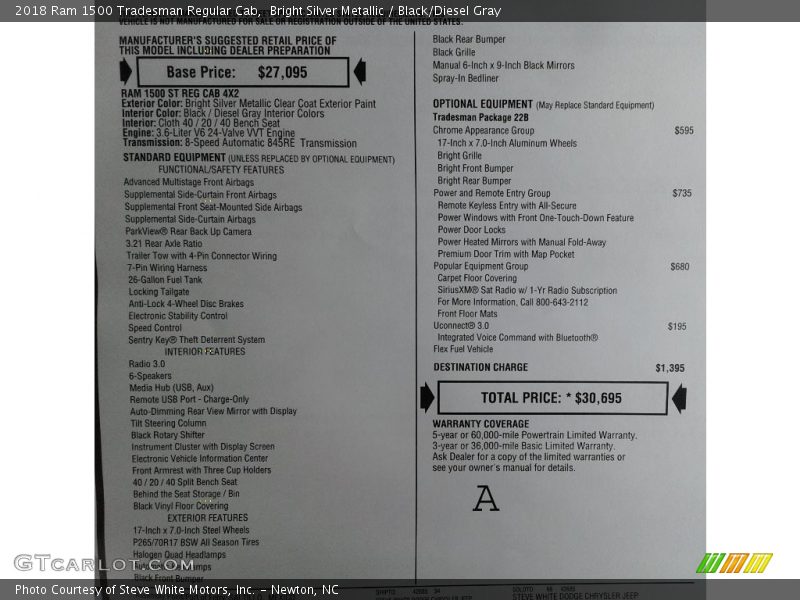 2018 Ram 1500 Tradesman Regular Cab, Bright Silver Metallic / Black/Diesel Gray
VEHICLE IS NOT MANUFACTURED FOR SALE OR REGISTRATION OUTSIDE OF THE UNITED STATES.
MANUFACTURER'S SUGGESTED RETAIL PRICE OF
THIS MODEL INCLUDING DEALER PREPARATION
Base Price: $27,095
RAM 1500 ST REG CAB 4X2
Exterior Color: Bright Silver Metallic Clear Coat Exterior Paint
Interior Color: Black / Diesel Gray Interior Colors
Interior: Cloth 40 / 20 / 40 Bench Seat
Engine: 3.6-Liter V6 24-Valve VVT Engine
Transmission: 8-Speed Automatic 845RE Transmission
STANDARD EQUIPMENT (UNLESS REPLACED BY OPTIONAL EQUIPMENT)
FUNCTIONAL/SAFETY FEATURES
Advanced Multistage Front Airbags
Supplemental Side-Curtain Front Airbags
Supplemental Front Seat-Mounted Side Airbags
Supplemental Side-Curtain Airbags
ParkView® Rear Back Up Camera
3.21 Rear Axle Ratio
Trailer Tow with 4-Pin Connector Wiring
7-Pin Wiring Harness
26-Gallon Fuel Tank
Locking Tailgate
Anti-Lock 4-Wheel Disc Brakes
Electronic Stability Control
Speed Control
Sentry Key® Theft Deterrent System
INTERIOR FEATURES
Radio 3.0
6-Speakers
Media Hub (USB, Aux)
Remote USB Port - Charge-Only
Auto-Dimming Rear View Mirror with Display
Tilt Steering Column
Black Rotary Shifter
Instrument Cluster with Display Screen
Electronic Vehicle Information Center
Front Armrest with Three Cup Holders
40 / 20 / 40 Split Bench Seat
Behind the Seat Storage / Bin
Black Vinyl Floor Covering
EXTERIOR FEATURES
17-Inch x 7.0-Inch Steel Wheels
P265/70R17 BSW All Season Tires
Halogen Quad Headlamps
Black Front Bumper
Black Rear Bumper
Black Grille
Manual 6-Inch x 9-Inch Black Mirrors
Spray-In Bedliner
OPTIONAL EQUIPMENT (May Replace Standard Equipment)
Tradesman Package 22B
Chrome Appearance Group $595
17-Inch x 7.0-Inch Aluminum Wheels
Bright Grille
Bright Front Bumper
Bright Rear Bumper
Power and Remote Entry Group $735
Remote Keyless Entry with All-Secure
Power Windows with Front One-Touch-Down Feature
Power Door Locks
Power Heated Mirrors with Manual Fold-Away
Premium Door Trim with Map Pocket
Popular Equipment Group $680
Carpet Floor Covering
SiriusXM® Sat Radio w/ 1-Yr Radio Subscription
For More Information, Call 800-643-2112
Front Floor Mats
Uconnect® 3.0 $195
Integrated Voice Command with Bluetooth®
Flex Fuel Vehicle
DESTINATION CHARGE $1,395
TOTAL PRICE: * $30,695
WARRANTY COVERAGE
5-year or 60,000-mile Powertrain Limited Warranty.
3-year or 36,000-mile Basic Limited Warranty.
Ask Dealer for a copy of the limited warranties or
see your owner's manual for details.
A
GTCarLot.com
Photo Courtesy of Steve White Motors, Inc. - Newton, NC
STEVE WHITE DODGE CHRYSLER JEEP